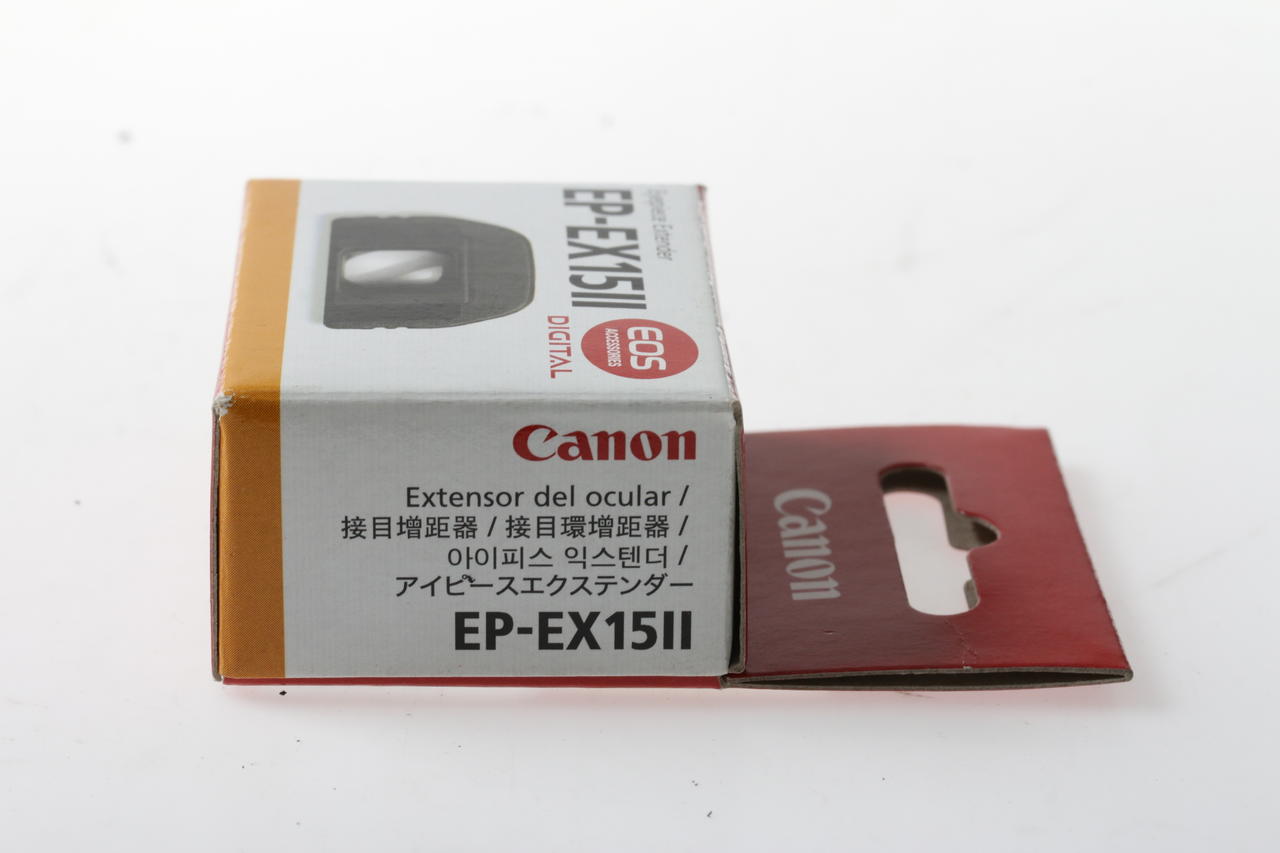 Eyepiece Extender
EP-EX15II
EOS
ACCESSORIES
DIGITAL
Canon
Extensor del ocular /
接目增距器 / 接目環增距器 /
아이피스 익스텐더 /
アイピースエクステンダー
EP-EX15II
Canon